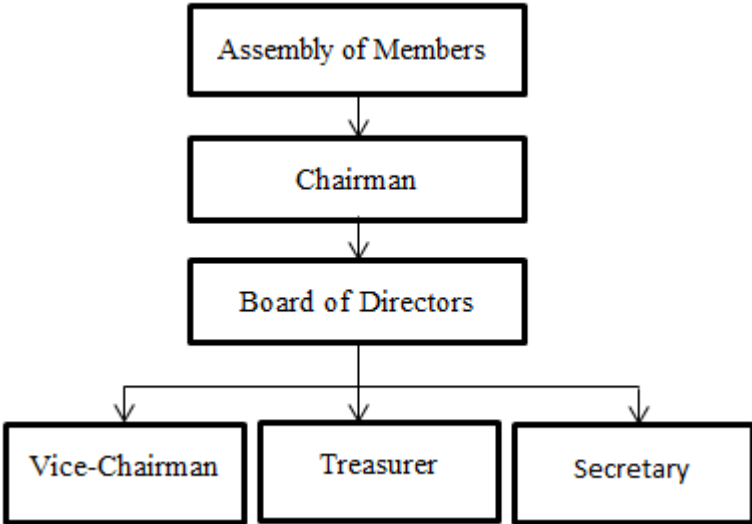 Assembly of Members
Chairman
Board of Directors
Vice-Chairman
Treasurer
Secretary